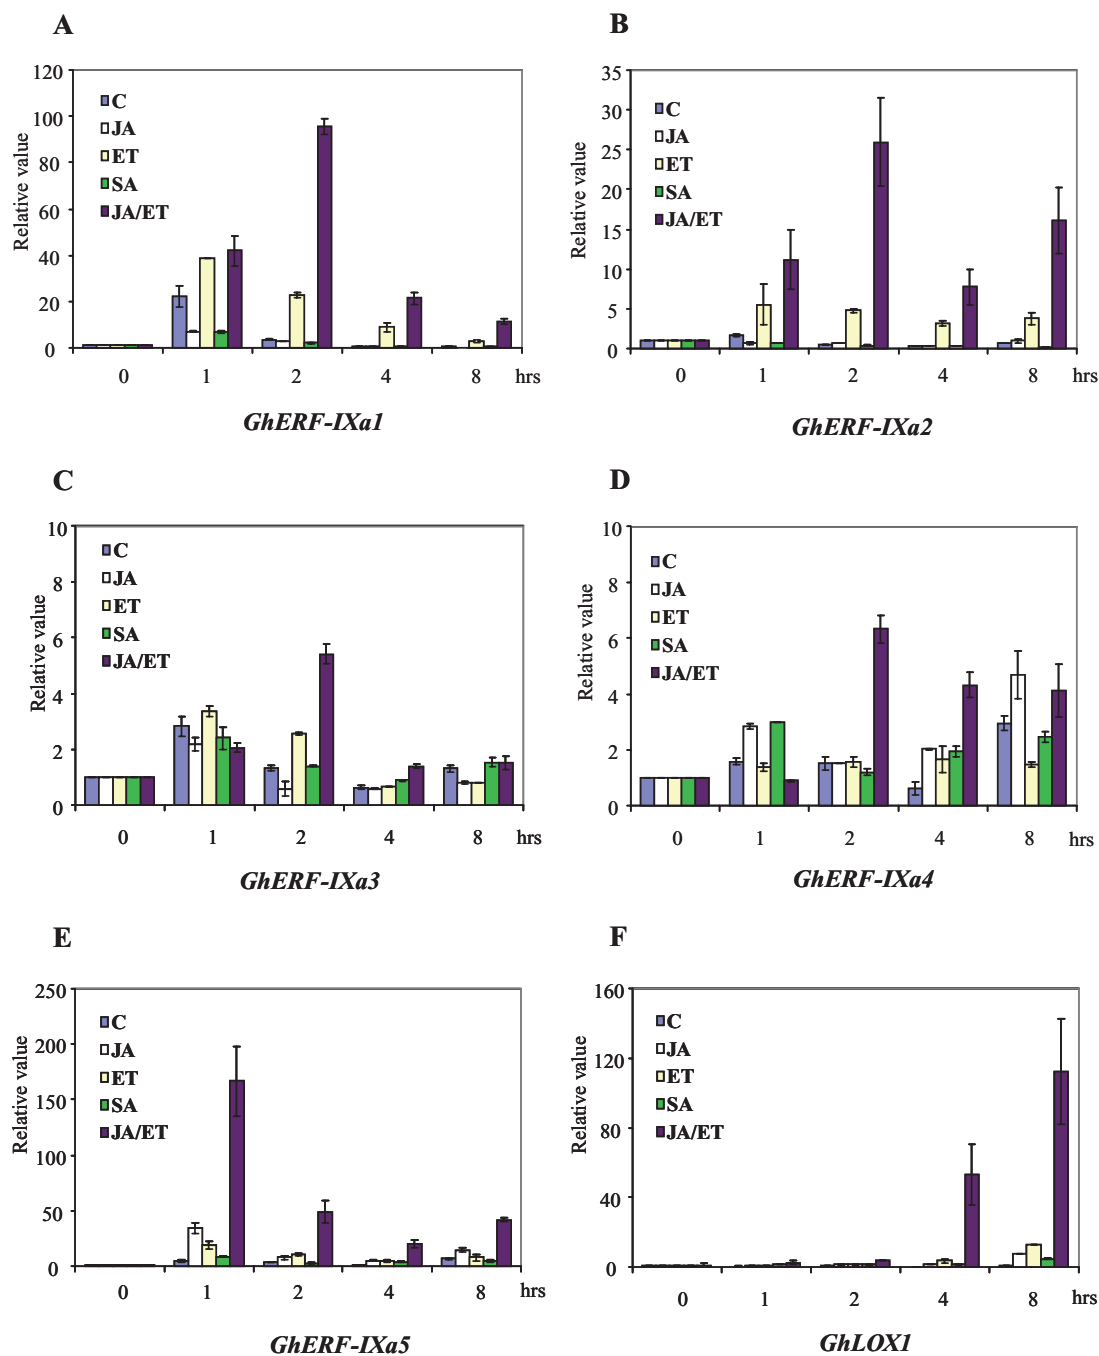 A
120
100
80
60
40
20
0
Relative value
C
JA
ET
SA
JA/ET
0 1 2 4 8 hrs
GhERF-IXa1
B
35
30
25
20
15
10
5
0
Relative value
C
JA
ET
SA
JA/ET
0 1 2 4 8 hrs
GhERF-IXa2
C
10
8
6
4
2
0
Relative value
C
JA
ET
SA
JA/ET
0 1 2 4 8 hrs
GhERF-IXa3
D
10
8
6
4
2
0
Relative value
C
JA
ET
SA
JA/ET
0 1 2 4 8 hrs
GhERF-IXa4
E
250
200
150
100
50
0
Relative value
C
JA
ET
SA
JA/ET
0 1 2 4 8 hrs
GhERF-IXa5
F
160
120
80
40
0
Relative value
C
JA
ET
SA
JA/ET
0 1 2 4 8 hrs
GhLOX1